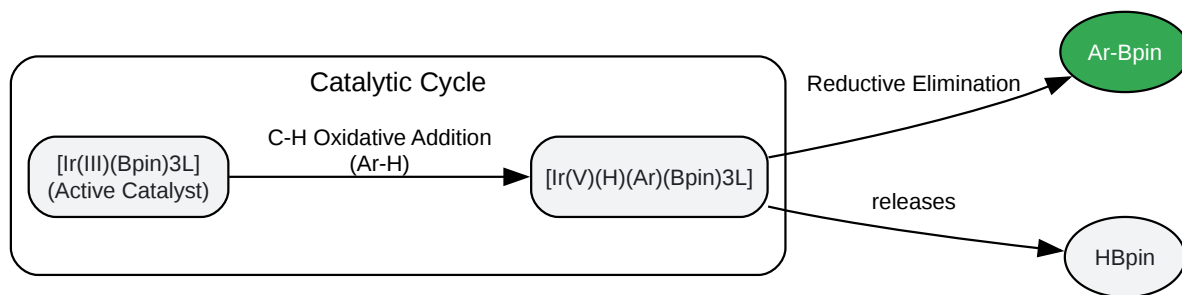 Catalytic Cycle
[Ir(III)(Bpin)3L]
(Active Catalyst)
C-H Oxidative Addition
(Ar-H)
[Ir(V)(H)(Ar)(Bpin)3L]
Reductive Elimination
Ar-Bpin
releases
HBpin